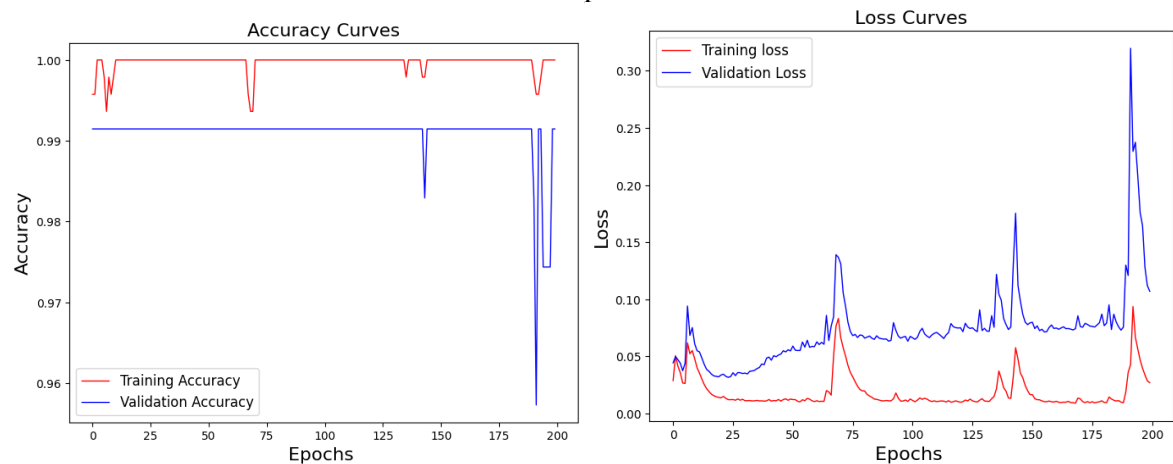 Accuracy Curves
1.00
0.99
0.98
0.97
0.96
Accuracy
Training Accuracy
Validation Accuracy
0 25 50 75 100 125 150 175 200
Epochs
Loss Curves
Training loss
Validation Loss
0.30
0.25
0.20
0.15
0.10
0.05
0.00
Loss
0 25 50 75 100 125 150 175 200
Epochs